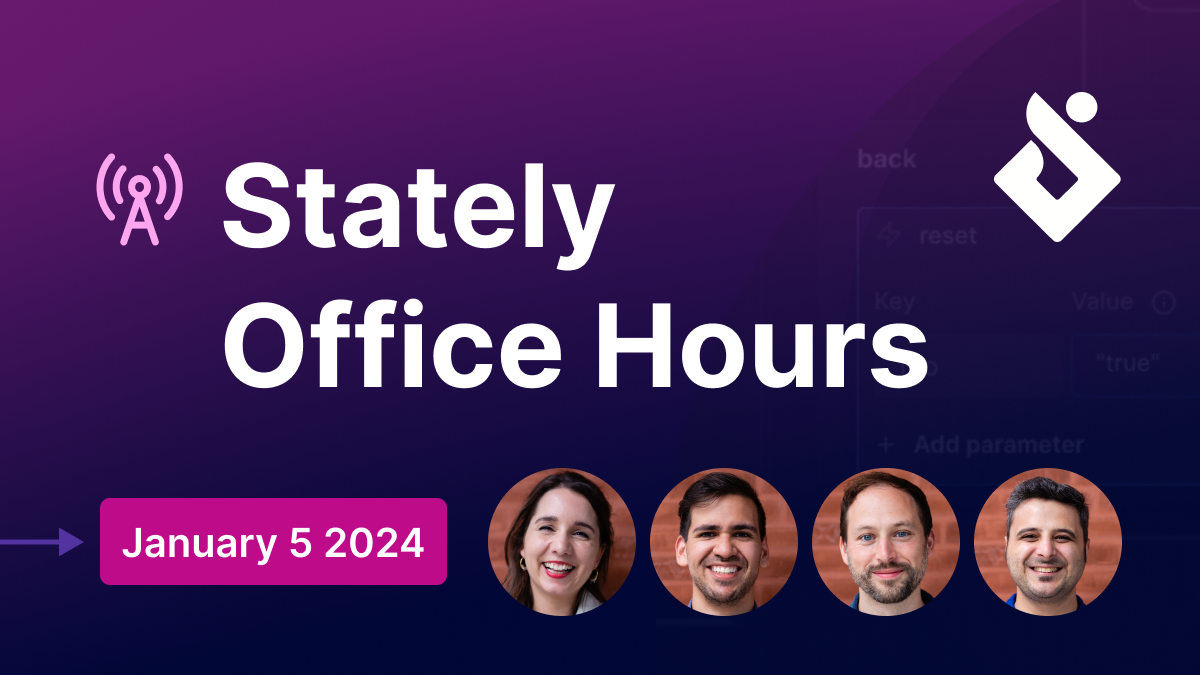 Stately
Office Hours
January 5 2024
back
reset
Key
Value
"true"
+ Add parameter